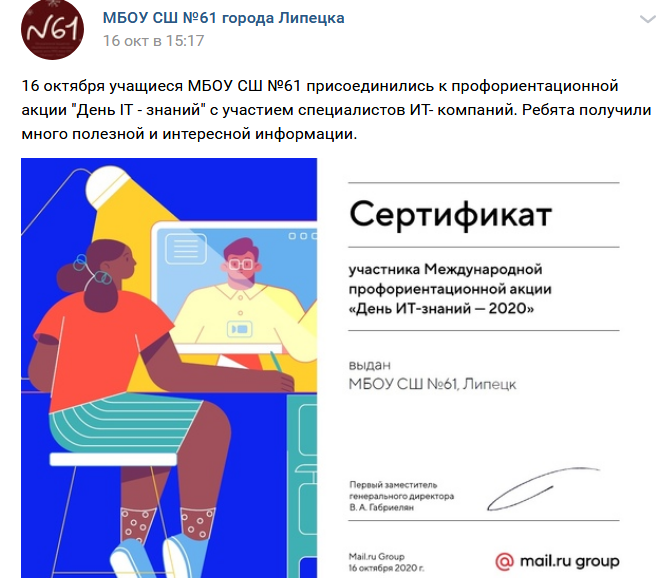 №61
МБОУ СШ №61 города Липецка
16 окт в 15:17
16 октября учащиеся МБОУ СШ №61 присоединились к профориентационной
акции "День IT - знаний" с участием специалистов ИТ- компаний. Ребята получили
много полезной и интересной информации.
Сертификат
участника Международной
профориентационной акции
«День ИТ-знаний — 2020»
выдан
МБОУ СШ №61, Липецк
Первый заместитель
генерального директора
В. А. Габриелян
Mail.ru Group
16 октября 2020 г.
@ mail.ru group